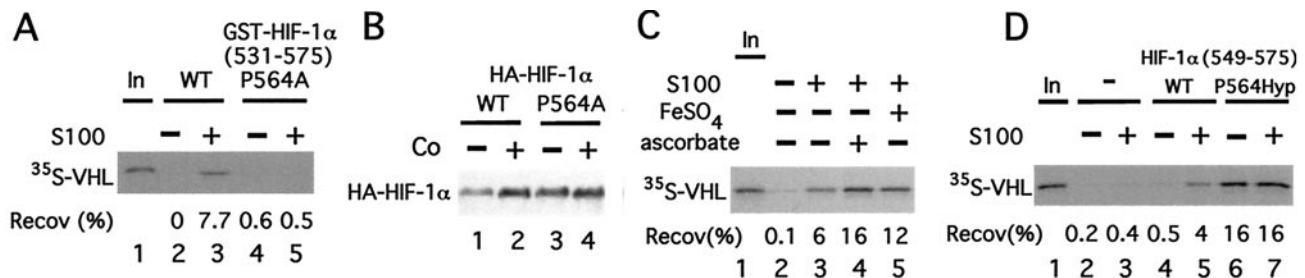 A
GST-HIF-1α
(531-575)
In WT P564A
S100 − + − +
³⁵S-VHL
Recov (%) 0 7.7 0.6 0.5
1 2 3 4 5
B
HA-HIF-1α
WT P564A
Co − + − +
HA-HIF-1α
1 2 3 4
C
In
S100 − + + +
FeSO₄ − − − +
ascorbate − − + −
³⁵S-VHL
Recov(%) 0.1 6 16 12
1 2 3 4 5
D
HIF-1α (549-575)
In - WT P564Hyp
S100 − + − + − +
³⁵S-VHL
Recov(%) 0.2 0.4 0.5 4 16 16
1 2 3 4 5 6 7